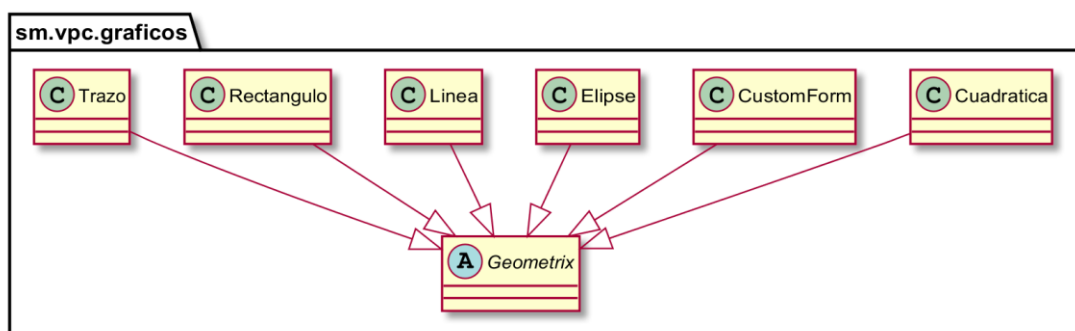 sm.vpc.graficos
C Trazo
C Rectangulo
C Linea
C Elipse
C CustomForm
C Cuadratica
A Geometrix